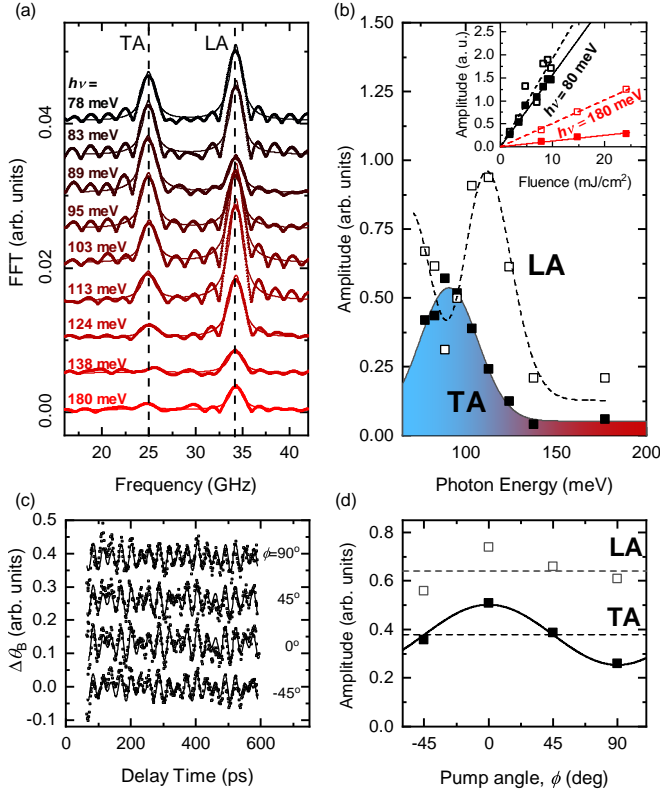 (a)
TA
LA
hν =
78 meV
83 meV
89 meV
95 meV
103 meV
113 meV
124 meV
138 meV
180 meV
0.04
0.02
0.00
FFT (arb. units)
20 25 30 35 40
Frequency (GHz)
(b)
1.50
1.25
1.00
0.75
0.50
0.25
0.00
Amplitude (arb. units)
LA
TA
100 150 200
Photon Energy (meV)
2.5
2.0
1.5
1.0
0.5
0.0
Amplitude (a. u.)
hν = 80 meV
hν = 180 meV
0 10 20
Fluence (mJ/cm²)
(c)
0.5
0.4
0.3
0.2
0.1
0.0
-0.1
Δθ_B (arb. units)
ϕ=90º
45º
0º
-45º
0 200 400 600
Delay Time (ps)
(d)
0.8
0.6
0.4
0.2
0.0
Amplitude (arb. units)
LA
TA
-45 0 45 90
Pump angle, ϕ (deg)